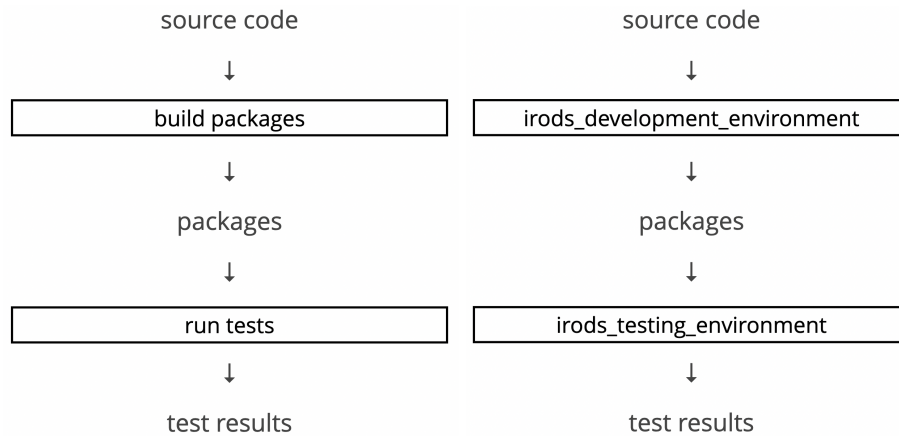 source code
↓
build packages
↓
packages
↓
run tests
↓
test results
source code
↓
irods_development_environment
↓
packages
↓
irods_testing_environment
↓
test results